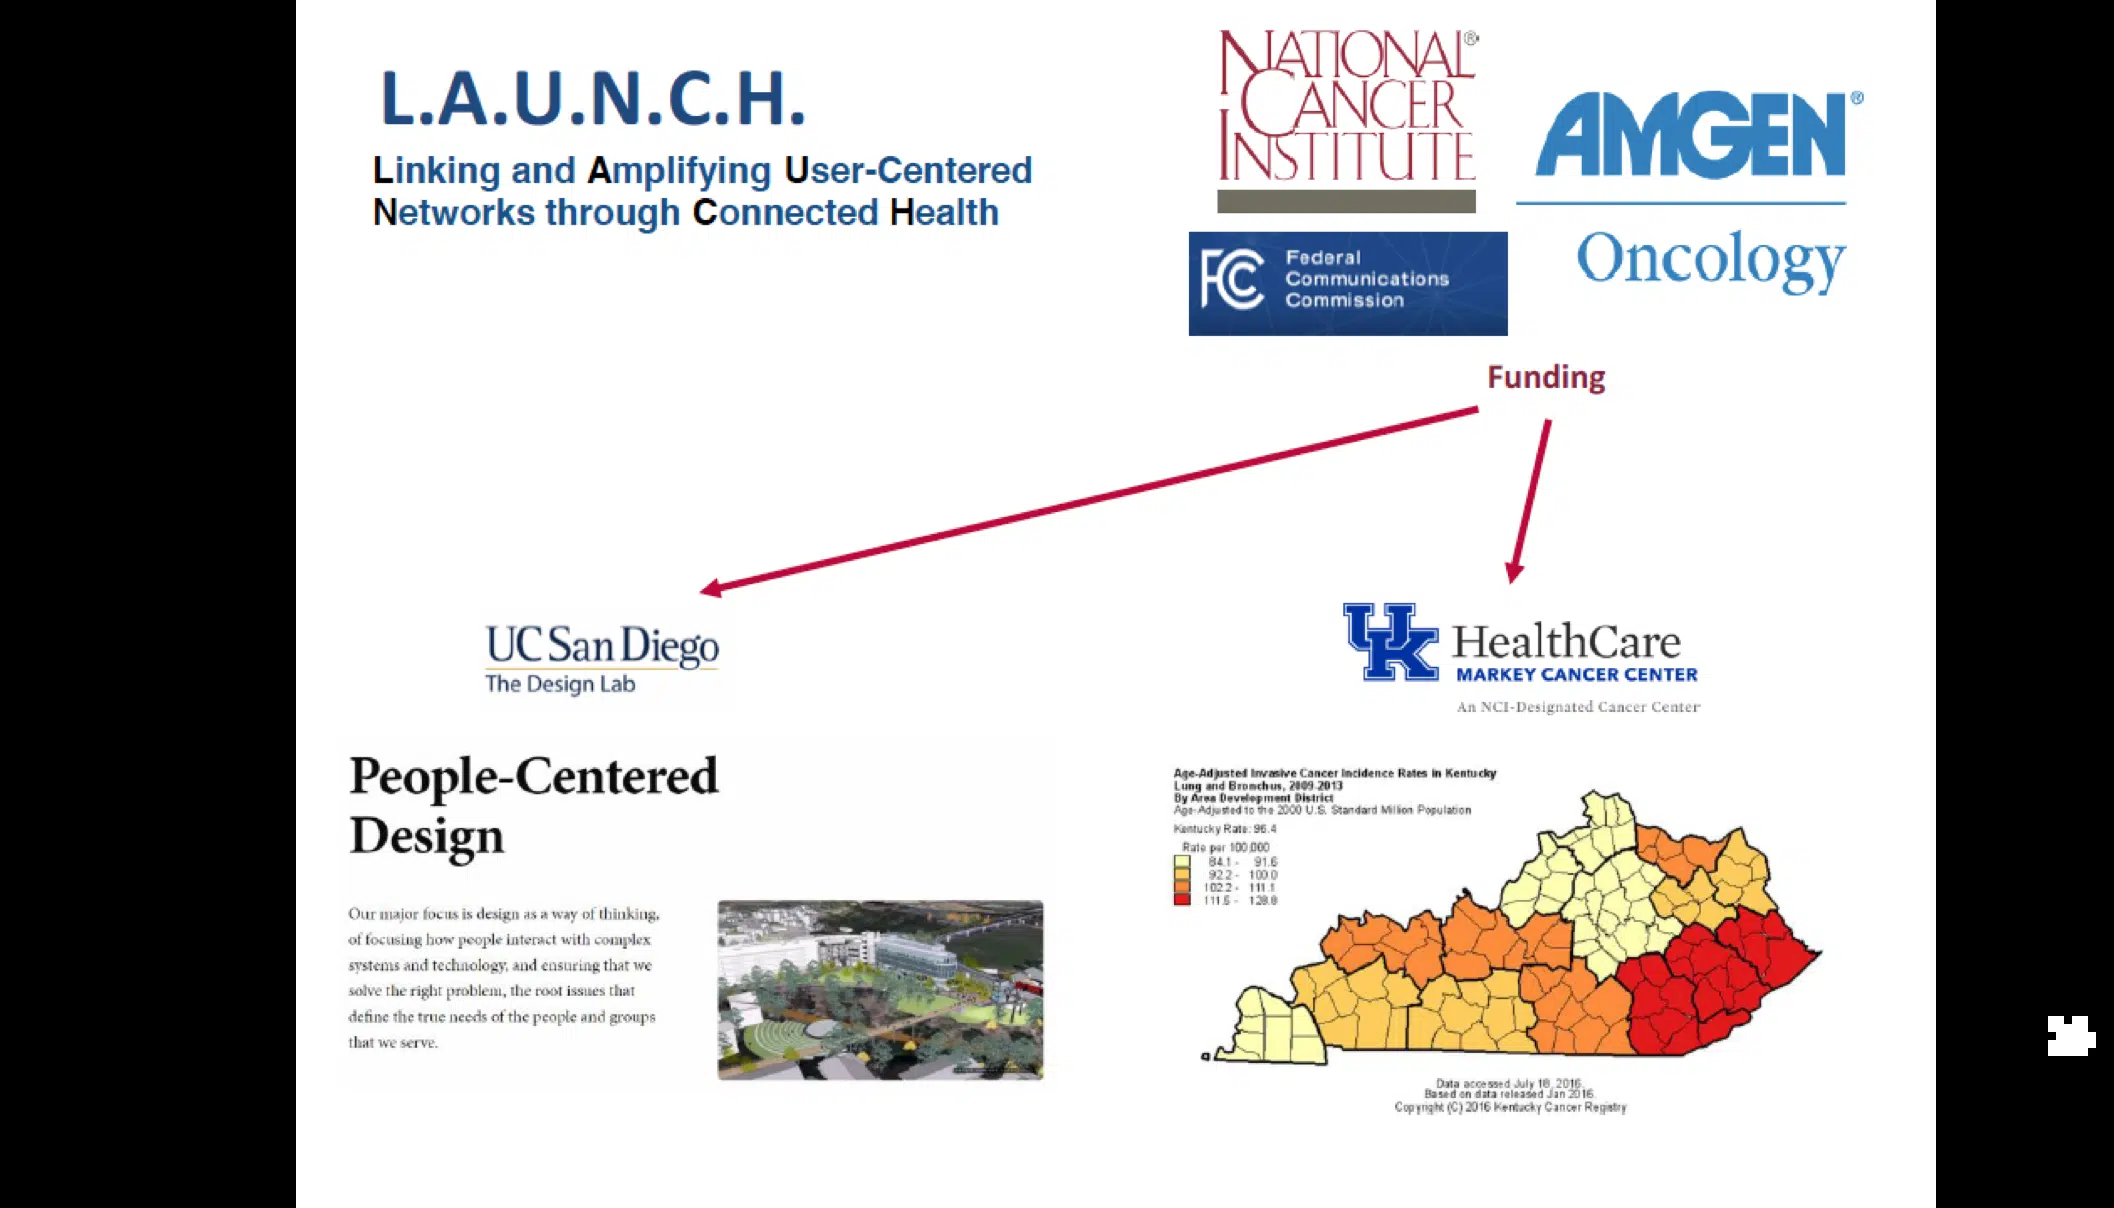 L.A.U.N.C.H.
Linking and Amplifying User-Centered
Networks through Connected Health
NATIONAL®
CANCER
INSTITUTE
AMGEN®
Oncology
FCC Federal
Communications
Commission
Funding
UC San Diego
The Design Lab
UK HealthCare
MARKEY CANCER CENTER
An NCI-Designated Cancer Center
People-Centered
Design
Our major focus is design as a way of thinking,
of focusing how people interact with complex
systems and technology, and ensuring that we
solve the right problem, the root issues that
define the true needs of the people and groups
that we serve.
Age-Adjusted Invasive Cancer Incidence Rates in Kentucky
Lung and Bronchus, 2009-2013
By Area Development District
Age-Adjusted to the 2000 U.S. Standard Million Population
Kentucky Rate: 96.4
Rate per 100,000
84.1 - 91.6
92.2 - 100.0
102.2 - 111.1
111.5 - 128.8
Data accessed July 18, 2016.
Based on data released Jan 2016.
Copyright (C) 2016 Kentucky Cancer Registry